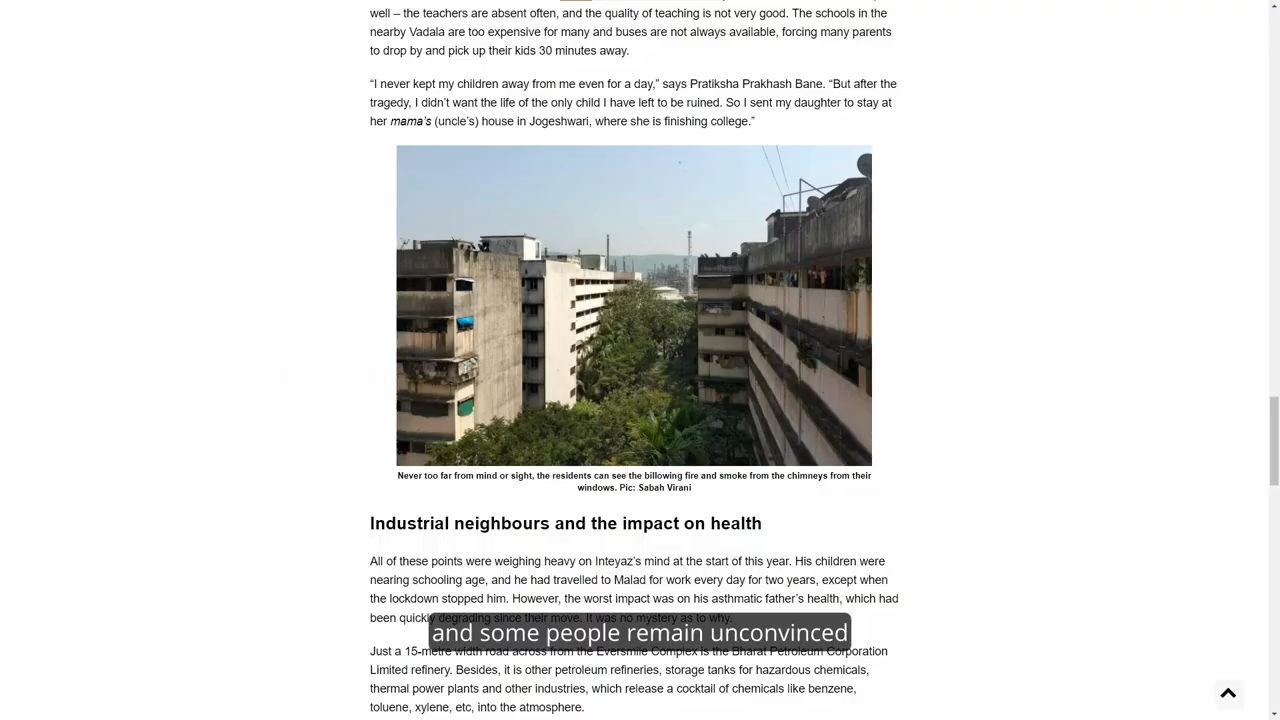 well – the teachers are absent often, and the quality of teaching is not very good. The schools in the
nearby Vadala are too expensive for many and buses are not always available, forcing many parents
to drop by and pick up their kids 30 minutes away.
“I never kept my children away from me even for a day,” says Pratiksha Prakhash Bane. “But after the
tragedy, I didn’t want the life of the only child I have left to be ruined. So I sent my daughter to stay at
her mama’s (uncle’s) house in Jogeshwari, where she is finishing college.”
Never too far from mind or sight, the residents can see the billowing fire and smoke from the chimneys from their
windows. Pic: Sabah Virani
Industrial neighbours and the impact on health
All of these points were weighing heavy on Inteyaz’s mind at the start of this year. His children were
nearing schooling age, and he had travelled to Malad for work every day for two years, except when
the lockdown stopped him. However, the worst impact was on his asthmatic father’s health, which had
been quickly degrading since their move. It was no mystery as to why.
and some people remain unconvinced
Just a 15-metre width road across from the Eversmile Complex is the Bharat Petroleum Corporation
Limited refinery. Besides, it is other petroleum refineries, storage tanks for hazardous chemicals,
thermal power plants and other industries, which release a cocktail of chemicals like benzene,
toluene, xylene, etc, into the atmosphere.